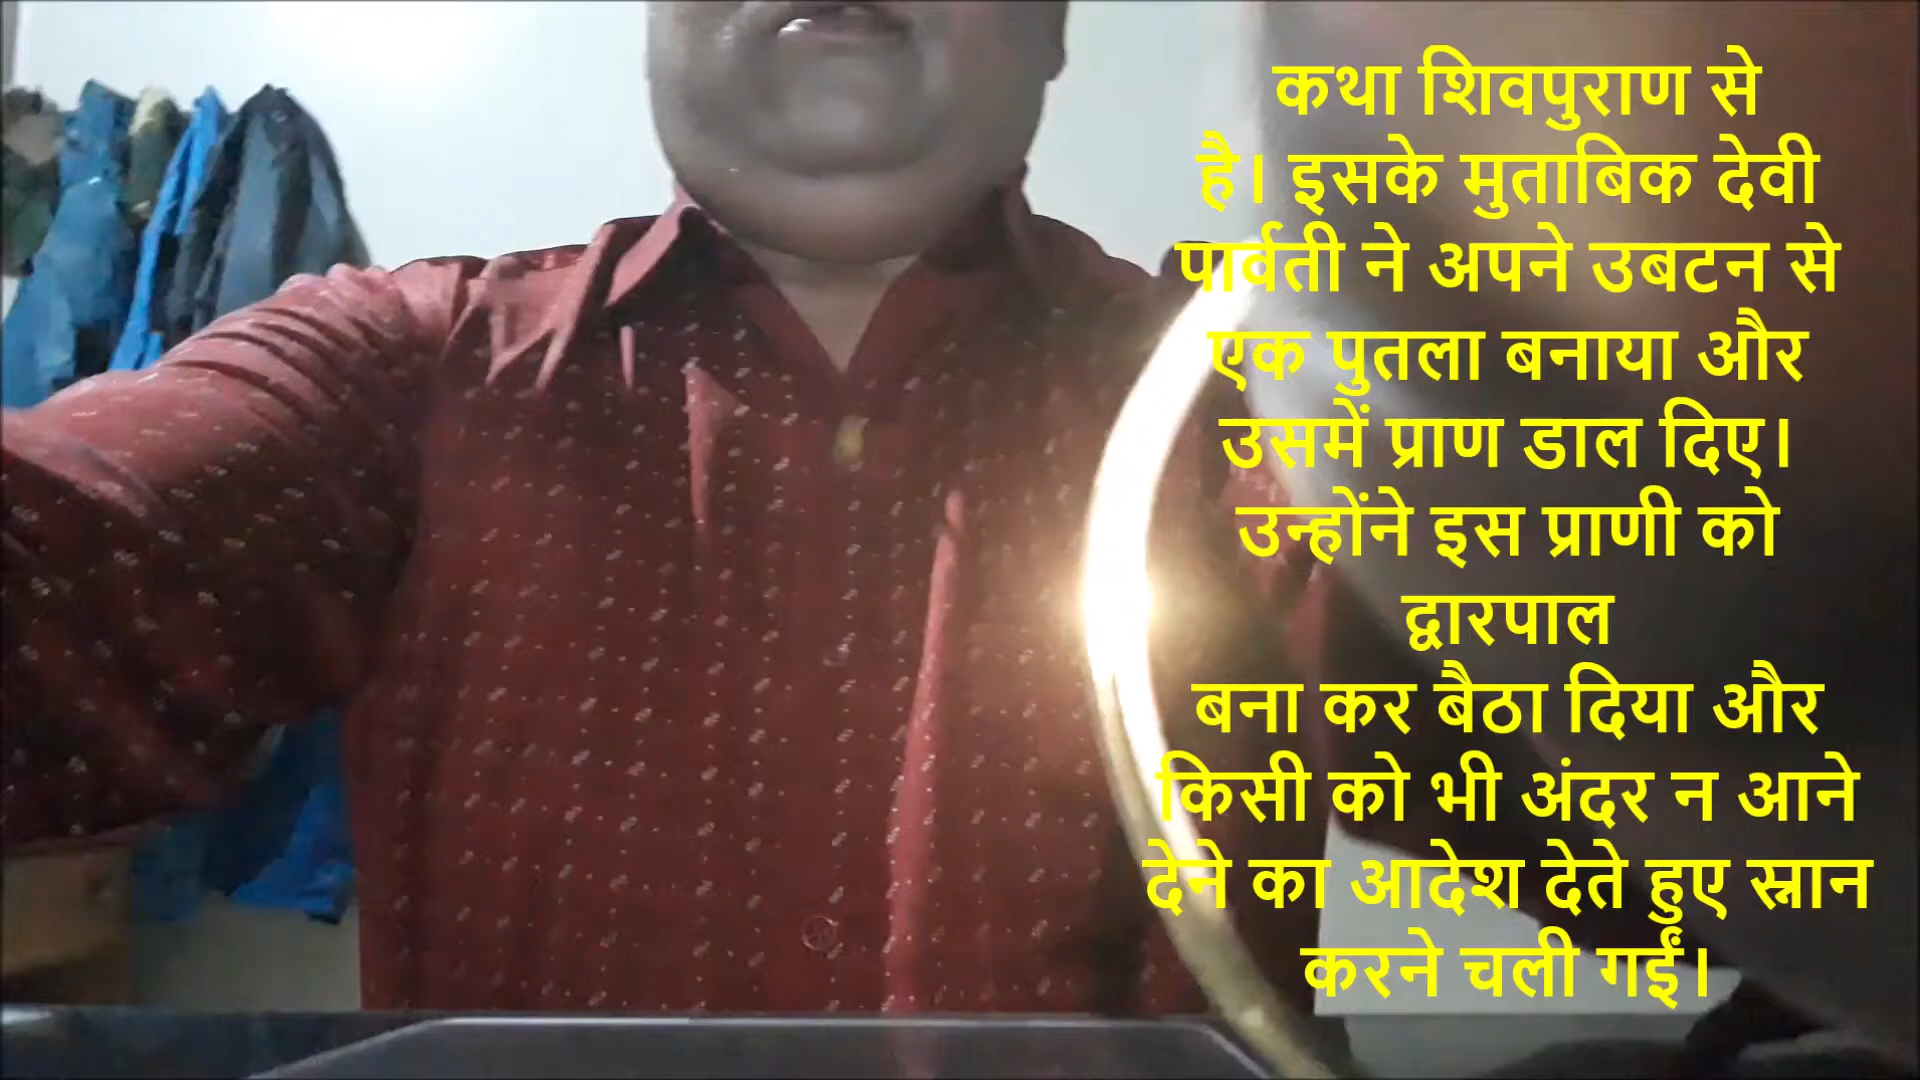 कथा शिवपुराण से
है। इसके मुताबिक देवी
पार्वती ने अपने उबटन से
एक पुतला बनाया और
उसमें प्राण डाल दिए।
उन्होंने इस प्राणी को
द्वारपाल
बना कर बैठा दिया और
किसी को भी अंदर न आने
देने का आदेश देते हुए स्नान
करने चली गईं।